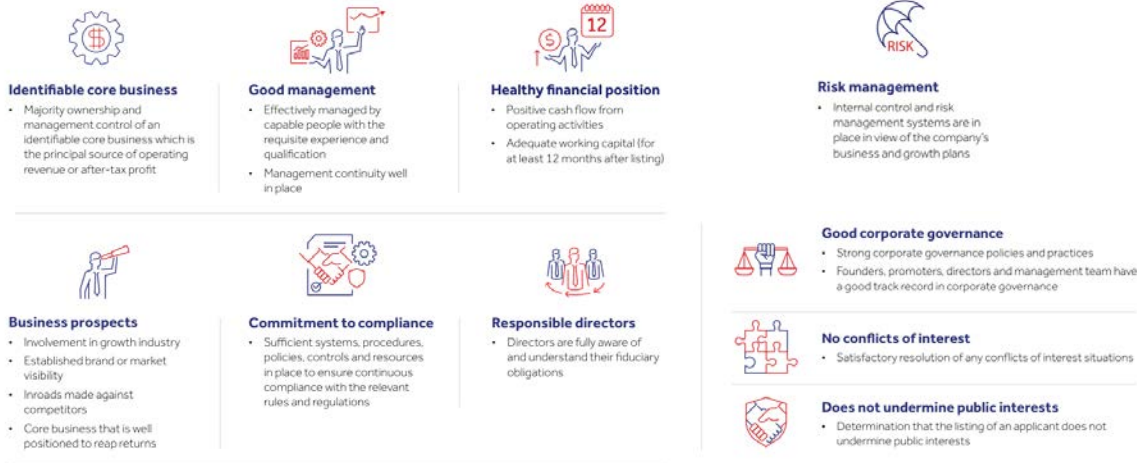 $
Identifiable core business
• Majority ownership and
management control of an
identifiable core business which is
the principal source of operating
revenue or after-tax profit
Good management
• Effectively managed by
capable people with the
requisite experience and
qualification
• Management continuity well
in place
$
12
Healthy financial position
• Positive cash flow from
operating activities
• Adequate working capital (for
at least 12 months after listing)
RISK
Risk management
• Internal control and risk
management systems are in
place in view of the company's
business and growth plans
Business prospects
• Involvement in growth industry
• Established brand or market
visibility
• Inroads made against
competitors
• Core business that is well
positioned to reap returns
Commitment to compliance
• Sufficient systems, procedures,
policies, controls and resources
in place to ensure continuous
compliance with the relevant
rules and regulations
Responsible directors
• Directors are fully aware of
and understand their fiduciary
obligations
Good corporate governance
• Strong corporate governance policies and practices
• Founders, promoters, directors and management team have
a good track record in corporate governance
No conflicts of interest
• Satisfactory resolution of any conflicts of interest situations
Does not undermine public interests
• Determination that the listing of an applicant does not
undermine public interests